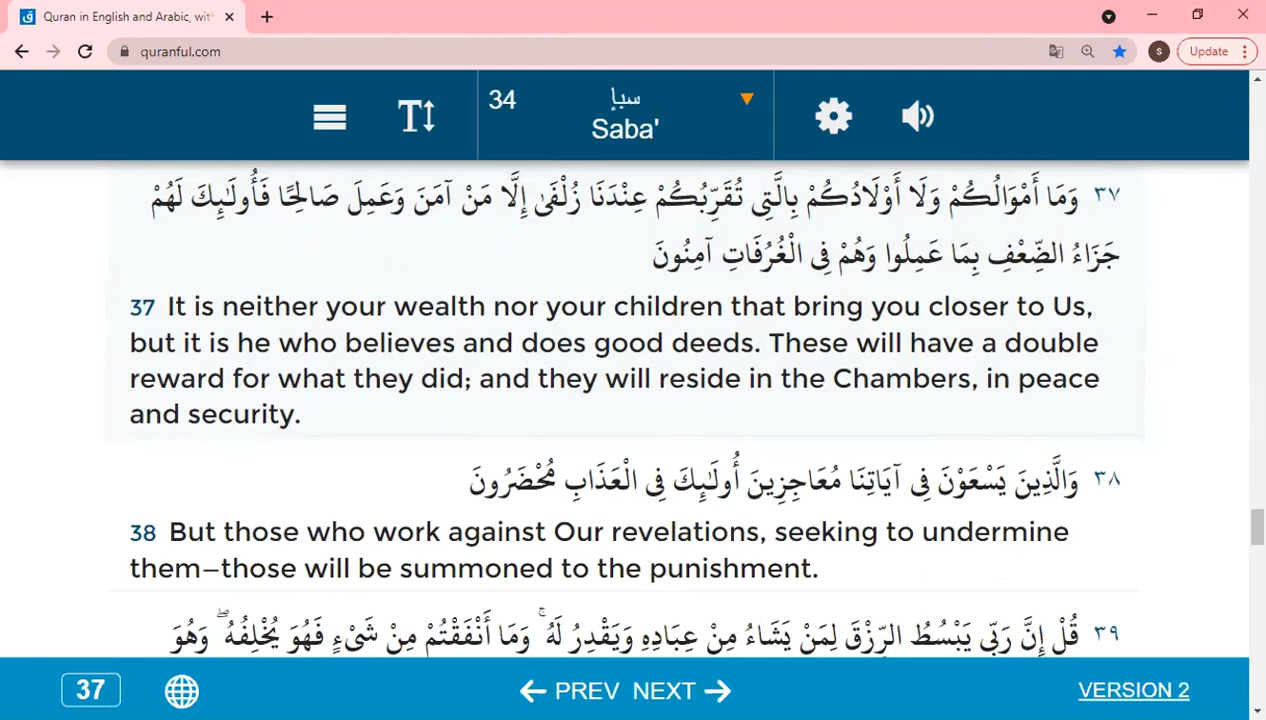 Quran in English and Arabic, wit
quranful.com
S
Update
34
سبإ
Saba'
٣٧ وَمَا أَمْوَالُكُمْ وَلَا أَوْلَادُكُمْ بِالَّتِي تُقَرِّبُكُمْ عِنْدَنَا زُلْفَىٰ إِلَّا مَنْ آمَنَ وَعَمِلَ صَالِحًا فَأُولَٰئِكَ لَهُمْ
جَزَاءُ الضِّعْفِ بِمَا عَمِلُوا وَهُمْ فِي الْغُرُفَاتِ آمِنُونَ
37 It is neither your wealth nor your children that bring you closer to Us,
but it is he who believes and does good deeds. These will have a double
reward for what they did; and they will reside in the Chambers, in peace
and security.
٣٨ وَالَّذِينَ يَسْعَوْنَ فِي آيَاتِنَا مُعَاجِزِينَ أُولَٰئِكَ فِي الْعَذَابِ مُحْضَرُونَ
38 But those who work against Our revelations, seeking to undermine
them—those will be summoned to the punishment.
٣٩ قُلْ إِنَّ رَبِّي يَبْسُطُ الرِّزْقَ لِمَنْ يَشَاءُ مِنْ عِبَادِهِ وَيَقْدِرُ لَهُ ۚ وَمَا أَنْفَقْتُمْ مِنْ شَيْءٍ فَهُوَ يُخْلِفُهُ ۖ وَهُوَ
37
PREV NEXT
VERSION 2